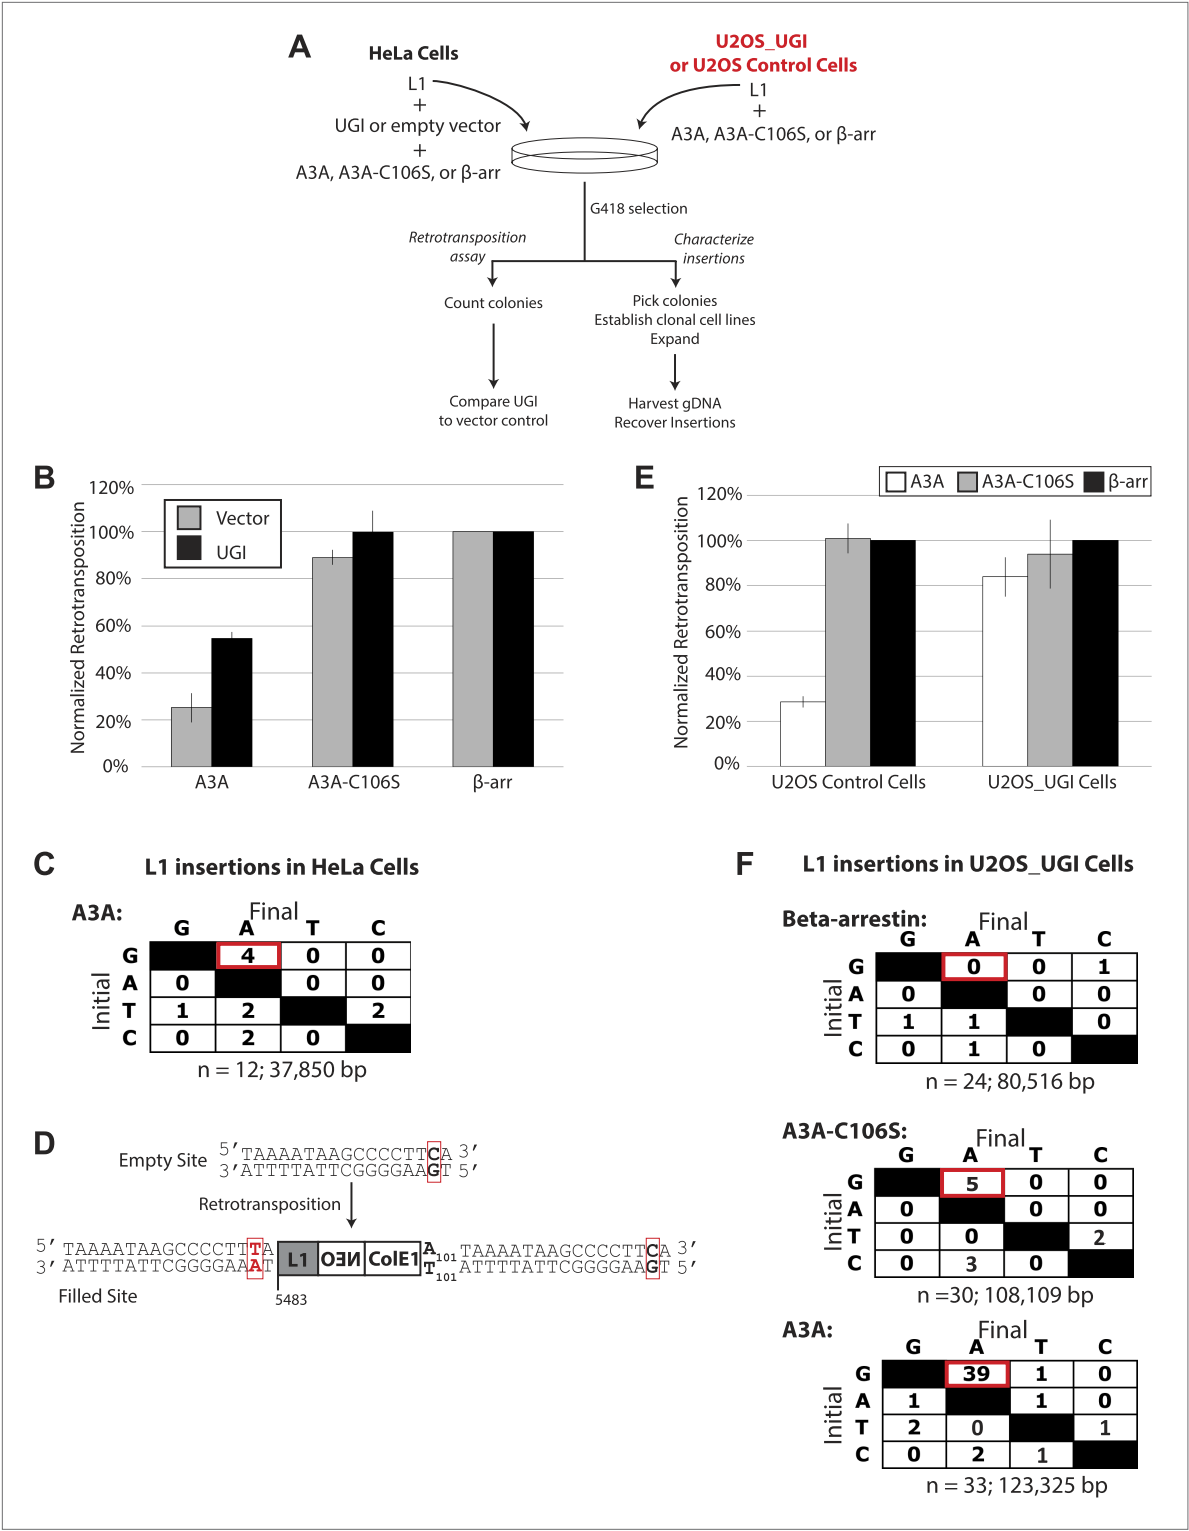 A
HeLa Cells
L1
+
UGI or empty vector
+
A3A, A3A-C106S, or β-arr
U2OS_UGI
or U2OS Control Cells
L1
+
A3A, A3A-C106S, or β-arr
G418 selection
Retrotransposition
assay
Characterize
insertions
Count colonies
Pick colonies
Establish clonal cell lines
Expand
Compare UGI
to vector control
Harvest gDNA
Recover Insertions
B
Normalized Retrotransposition
120%
100%
80%
60%
40%
20%
0%
Vector
UGI
A3A
A3A-C106S
β-arr
E
Normalized Retrotransposition
120%
100%
80%
60%
40%
20%
0%
A3A
A3A-C106S
β-arr
U2OS Control Cells
U2OS_UGI Cells
C
L1 insertions in HeLa Cells
A3A:
Final
G A T C
Initial
G 4 0 0
A 0 0 0
T 1 2 2
C 0 2 0
n = 12; 37,850 bp
D
Empty Site
5′ TAAAATAAGCCCCTTCA 3′
3′ ATTTTATTCGGGGAAGT 5′
Retrotransposition
5′ TAAAATAAGCCCCTTTA L1 NEO ColE1 A101 TAAAATAAGCCCCTTCA 3′
3′ ATTTTATTCGGGGAAAT T101 ATTTTATTCGGGGAAGT 5′
Filled Site
5483
F
L1 insertions in U2OS_UGI Cells
Beta-arrestin:
Final
G A T C
Initial
G 0 0 1
A 0 0 0
T 1 1 0
C 0 1 0
n = 24; 80,516 bp
A3A-C106S:
Final
G A T C
Initial
G 5 0 0
A 0 0 0
T 0 0 2
C 0 3 0
n =30; 108,109 bp
A3A:
Final
G A T C
Initial
G 39 1 0
A 1 1 0
T 2 0 1
C 0 2 1
n = 33; 123,325 bp